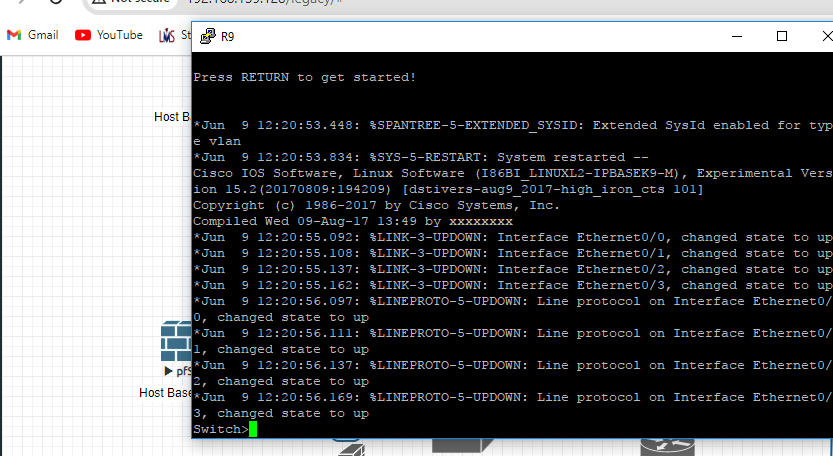 Not secure 192.168.139.128/legacy/#
Gmail YouTube
R9
Press RETURN to get started!
Host B
*Jun  9 12:20:53.448: %SPANTREE-5-EXTENDED_SYSID: Extended SysId enabled for typ
e vlan
*Jun  9 12:20:53.834: %SYS-5-RESTART: System restarted --
Cisco IOS Software, Linux Software (I86BI_LINUXL2-IPBASEK9-M), Experimental Vers
ion 15.2(20170809:194209) [dstivers-aug9_2017-high_iron_cts 101]
Copyright (c) 1986-2017 by Cisco Systems, Inc.
Compiled Wed 09-Aug-17 13:49 by xxxxxxxx
*Jun  9 12:20:55.092: %LINK-3-UPDOWN: Interface Ethernet0/0, changed state to up
*Jun  9 12:20:55.108: %LINK-3-UPDOWN: Interface Ethernet0/1, changed state to up
*Jun  9 12:20:55.137: %LINK-3-UPDOWN: Interface Ethernet0/2, changed state to up
*Jun  9 12:20:55.162: %LINK-3-UPDOWN: Interface Ethernet0/3, changed state to up
*Jun  9 12:20:56.097: %LINEPROTO-5-UPDOWN: Line protocol on Interface Ethernet0/
0, changed state to up
*Jun  9 12:20:56.111: %LINEPROTO-5-UPDOWN: Line protocol on Interface Ethernet0/
1, changed state to up
*Jun  9 12:20:56.137: %LINEPROTO-5-UPDOWN: Line protocol on Interface Ethernet0/
2, changed state to up
*Jun  9 12:20:56.169: %LINEPROTO-5-UPDOWN: Line protocol on Interface Ethernet0/
3, changed state to up
Switch>
pfS
Host Base